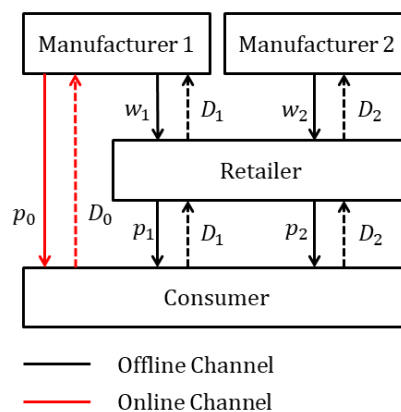 Manufacturer 1 Manufacturer 2
w₁ D₁ w₂ D₂
Retailer
p₀ D₀ p₁ D₁ p₂ D₂
Consumer
Offline Channel
Online Channel